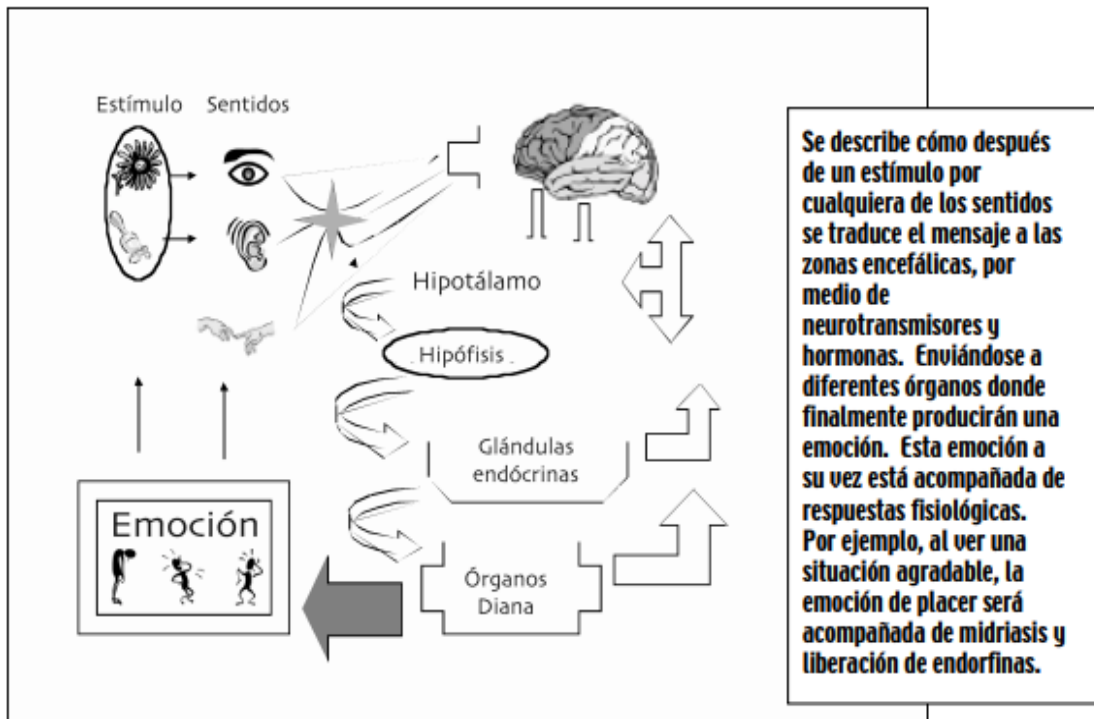 Estímulo Sentidos
Hipotálamo
Hipófisis
Glándulas
endócrinas
Emoción
Órganos
Diana
Se describe cómo después
de un estímulo por
cualquiera de los sentidos
se traduce el mensaje a las
zonas encefálicas, por
medio de
neurotransmisores y
hormonas. Enviándose a
diferentes órganos donde
finalmente producirán una
emoción. Esta emoción a
su vez está acompañada de
respuestas fisiológicas.
Por ejemplo, al ver una
situación agradable, la
emoción de placer será
acompañada de midriasis y
liberación de endorfinas.